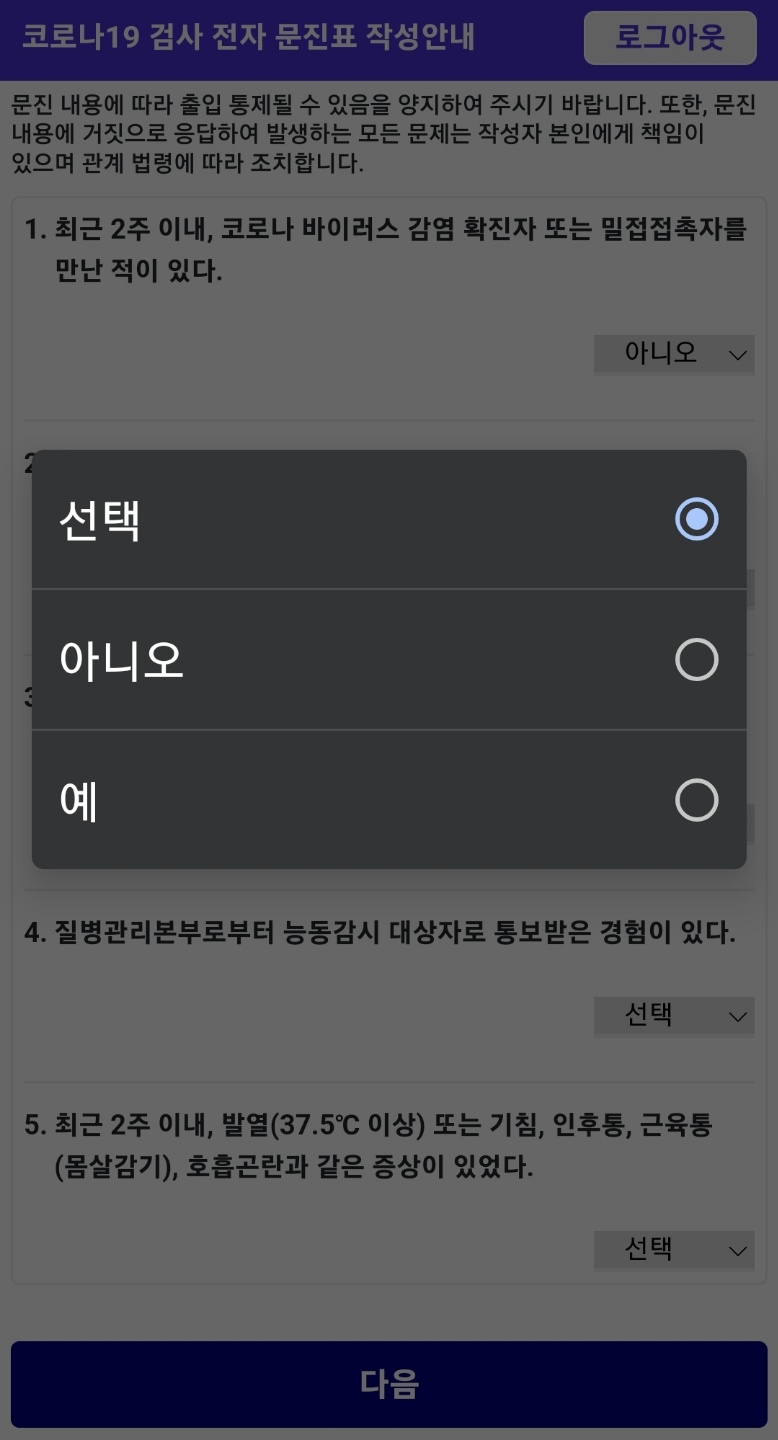 코로나19 검사 전자 문진표 작성안내
로그아웃
문진 내용에 따라 출입 통제될 수 있음을 양지하여 주시기 바랍니다. 또한, 문진
내용에 거짓으로 응답하여 발생하는 모든 문제는 작성자 본인에게 책임이
있으며 관계 법령에 따라 조치합니다.
1. 최근 2주 이내, 코로나 바이러스 감염 확진자 또는 밀접접촉자를
만난 적이 있다.
아니오
선택
아니오
예
4. 질병관리본부로부터 능동감시 대상자로 통보받은 경험이 있다.
선택
5. 최근 2주 이내, 발열(37.5℃ 이상) 또는 기침, 인후통, 근육통
(몸살감기), 호흡곤란과 같은 증상이 있었다.
선택
다음